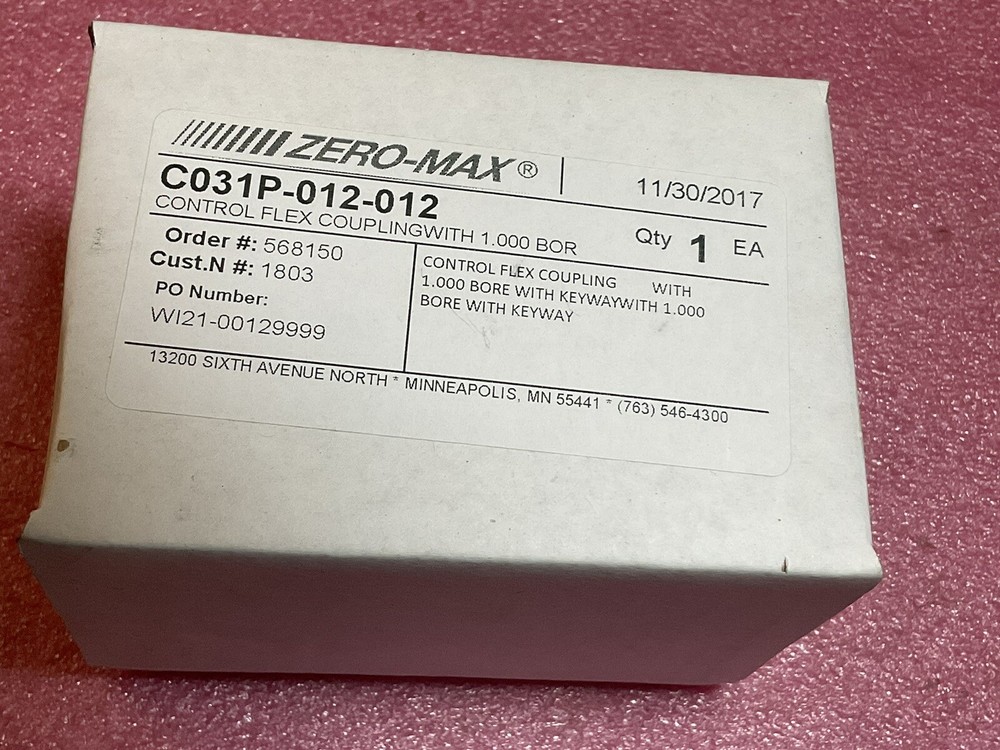 ZERO-MAX®
11/30/2017
C031P-012-012
CONTROL FLEX COUPLINGWITH 1.000 BOR
Qty 1 EA
Order #: 568150
Cust.N #: 1803
PO Number:
WI21-00129999
CONTROL FLEX COUPLING WITH
1.000 BORE WITH KEYWAYWITH 1.000
BORE WITH KEYWAY
13200 SIXTH AVENUE NORTH * MINNEAPOLIS, MN 55441 * (763) 546-4300